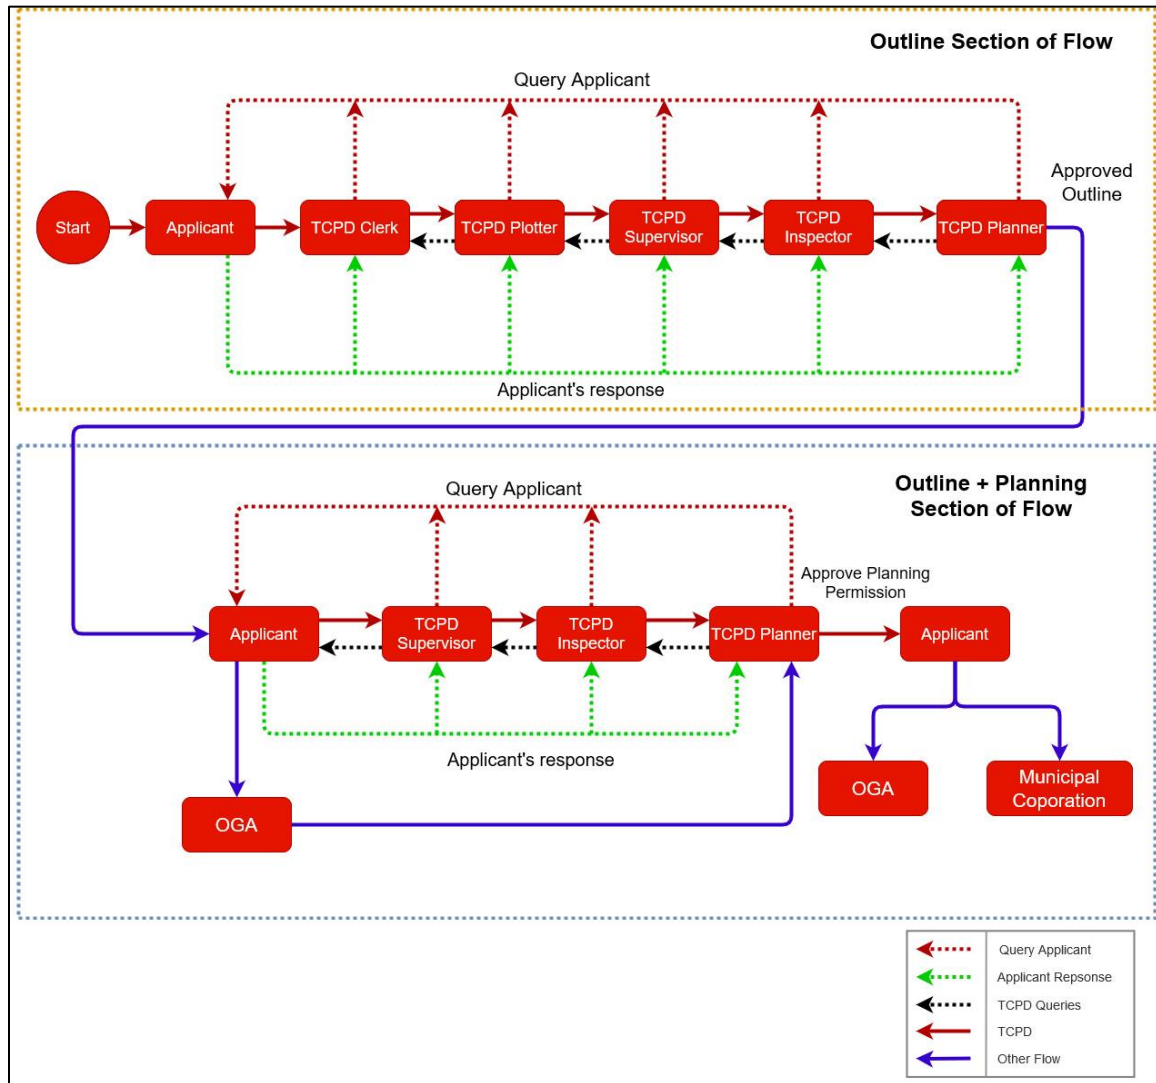 Outline Section of Flow
Query Applicant
Approved
Outline
Start
Applicant
TCPD Clerk
TCPD Plotter
TCPD
Supervisor
TCPD
Inspector
TCPD Planner
Applicant's response
Outline + Planning
Section of Flow
Query Applicant
Approve Planning
Permission
Applicant
TCPD
Supervisor
TCPD
Inspector
TCPD Planner
Applicant
Applicant's response
OGA
OGA
Municipal
Coporation
Query Applicant
Applicant Repsonse
TCPD Queries
TCPD
Other Flow